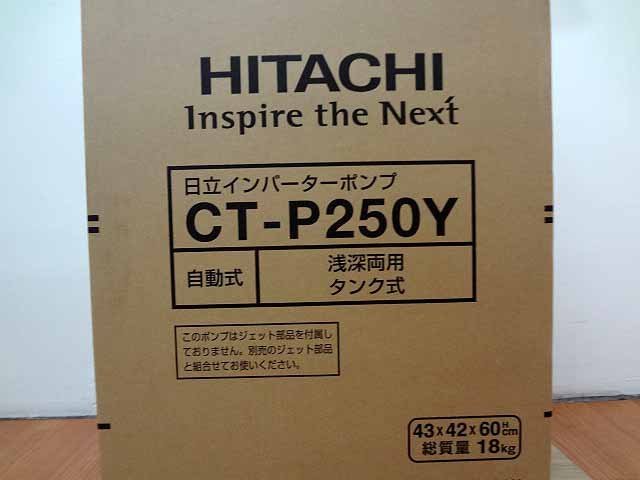 HITACHI
Inspire the Next
日立インバーターポンプ
CT-P250Y
自動式
浅深両用
タンク式
このポンプはジェット部品を付属し
ておりません。別売のジェット部品
と組合せてお使いください。
43x42x60Hcm
総質量 18kg